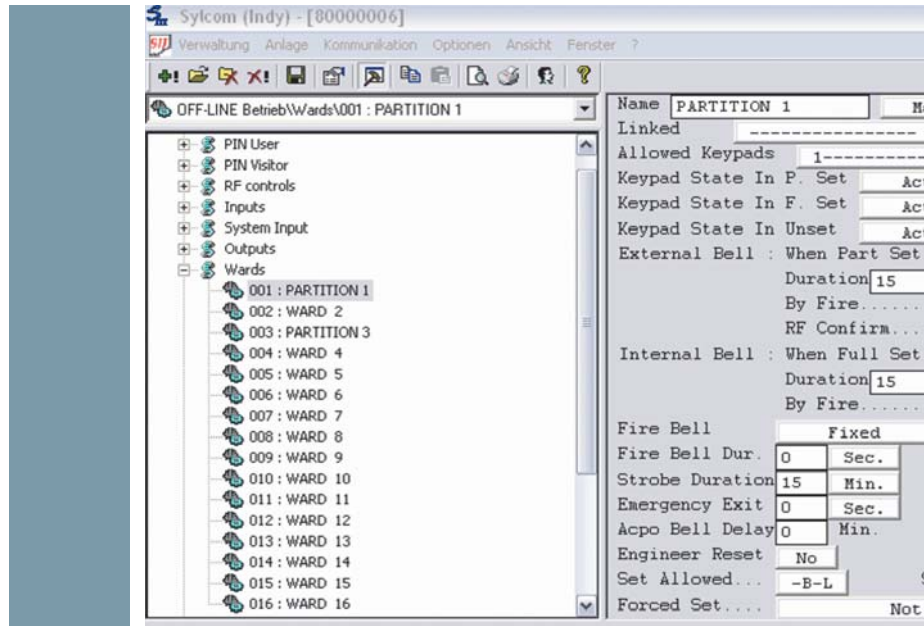 Sylcom (Indy) - [80000006]
Verwaltung Anlage Kommunikation Optionen Ansicht Fenster ?
OFF-LINE Betrieb\Wards\001 : PARTITION 1
PIN User
PIN Visitor
RF controls
Inputs
System Input
Outputs
Wards
001 : PARTITION 1
002 : WARD 2
003 : PARTITION 3
004 : WARD 4
005 : WARD 5
006 : WARD 6
007 : WARD 7
008 : WARD 8
009 : WARD 9
010 : WARD 10
011 : WARD 11
012 : WARD 12
013 : WARD 13
014 : WARD 14
015 : WARD 15
016 : WARD 16
Name PARTITION 1
Linked ----------------
Allowed Keypads 1----------
Keypad State In P. Set
Keypad State In F. Set
Keypad State In Unset
External Bell : When Part Set
Duration 15
By Fire......
RF Confirm...
Internal Bell : When Full Set
Duration 15
By Fire......
Fire Bell Fixed
Fire Bell Dur. 0 Sec.
Strobe Duration 15 Min.
Emergency Exit 0 Sec.
Acpo Bell Delay 0 Min.
Engineer Reset No
Set Allowed... -B-L
Forced Set.... Not